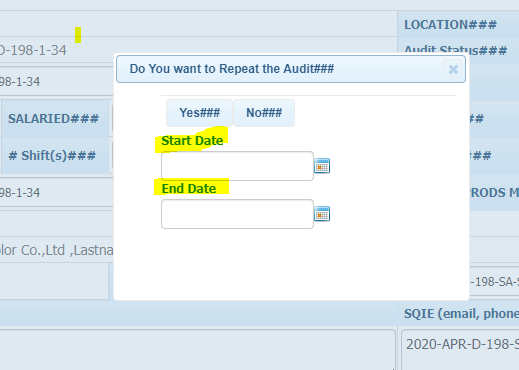 LOCATION###
D-198-1-34
Audit Status###
Do You want to Repeat the Audit###
98-1-34
Yes###
No###
SALARIED###
##
Start Date
# Shift(s)###
##
End Date
98-1-34
PRODS M
olor Co.,Ltd ,Lastna
-198-SA-S
SQIE (email, phone
2020-APR-D-198-S